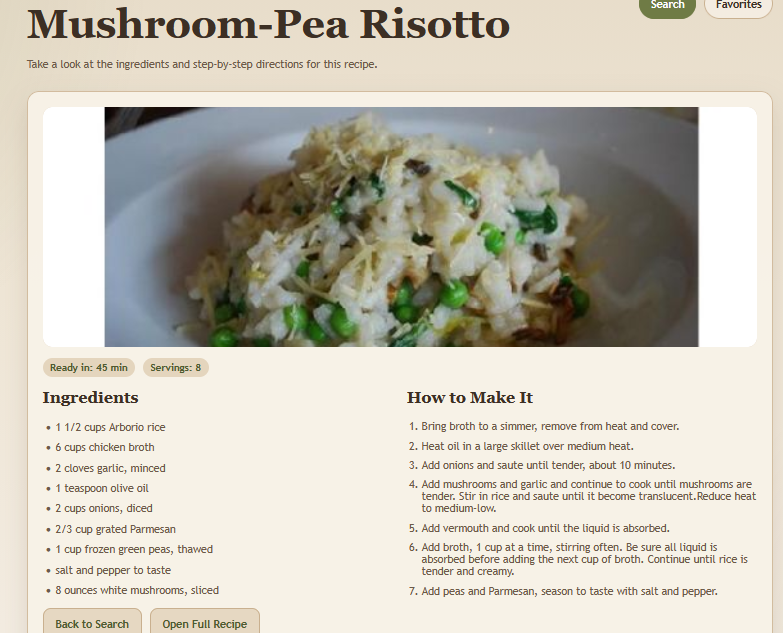 Mushroom-Pea Risotto
Search
Favorites
Take a look at the ingredients and step-by-step directions for this recipe.
Ready in: 45 min
Servings: 8
Ingredients
• 1 1/2 cups Arborio rice
• 6 cups chicken broth
• 2 cloves garlic, minced
• 1 teaspoon olive oil
• 2 cups onions, diced
• 2/3 cup grated Parmesan
• 1 cup frozen green peas, thawed
• salt and pepper to taste
• 8 ounces white mushrooms, sliced
How to Make It
1. Bring broth to a simmer, remove from heat and cover.
2. Heat oil in a large skillet over medium heat.
3. Add onions and saute until tender, about 10 minutes.
4. Add mushrooms and garlic and continue to cook until mushrooms are
tender. Stir in rice and saute until it become translucent.Reduce heat
to medium-low.
5. Add vermouth and cook until the liquid is absorbed.
6. Add broth, 1 cup at a time, stirring often. Be sure all liquid is
absorbed before adding the next cup of broth. Continue until rice is
tender and creamy.
7. Add peas and Parmesan, season to taste with salt and pepper.
Back to Search
Open Full Recipe